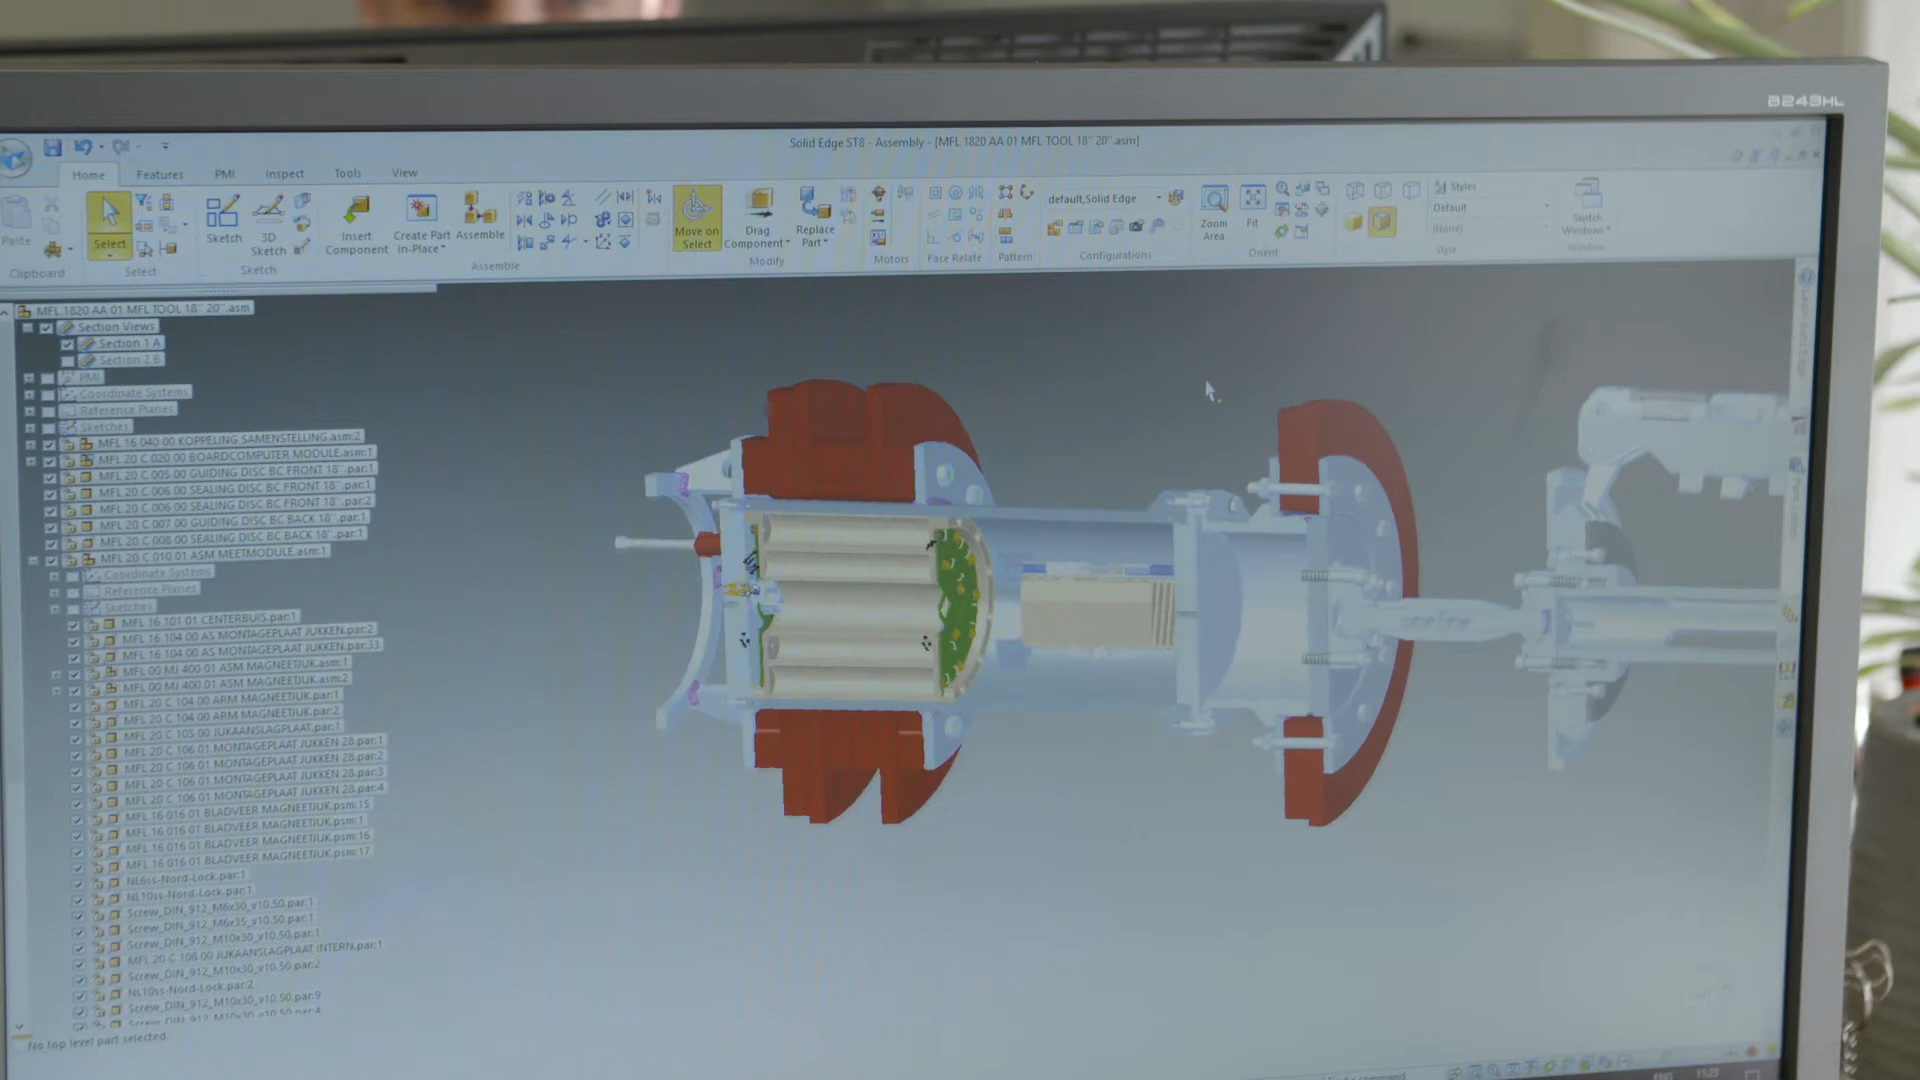 B243HL
Solid Edge ST8 - Assembly - [MFL 1820 AA 01 MFL TOOL 18'' 20''.asm]
Home Features PMI Inspect Tools View
Paste
Select
Sketch
3D Sketch
Insert Component
Create Part In-Place
Assemble
Move on Select
Drag Component
Replace Part
default,Solid Edge
Zoom Area
Fit
Styles
Default
(None)
Switch Windows
Clipboard Select Sketch Assemble Modify Motors Face Relate Pattern Configurations Orient Style Window
MFL 1820 AA 01 MFL TOOL 18'' 20''.asm
Section Views
Section 1 A
Section 2 B
PMI
Coordinate Systems
Reference Planes
Sketches
MFL 16 040 00 KOPPELING SAMENSTELLING.asm:2
MFL 20 C 020 00 BOARDCOMPUTER MODULE.asm:1
MFL 20 C 005 00 GUIDING DISC BC FRONT 18''.par:1
MFL 20 C 006 00 SEALING DISC BC FRONT 18''.par:1
MFL 20 C 006 00 SEALING DISC BC FRONT 18''.par:2
MFL 20 C 007 00 GUIDING DISC BC BACK 18''.par:1
MFL 20 C 008 00 SEALING DISC BC BACK 18''.par:1
MFL 20 C 010 01 ASM MEETMODULE.asm:1
Coordinate Systems
Reference Planes
Sketches
MFL 16 101 01 CENTERBUIS.par:1
MFL 16 104 00 AS MONTAGEPLAAT JUKKEN.par:2
MFL 16 104 00 AS MONTAGEPLAAT JUKKEN.par:33
MFL 00 MJ 400 01 ASM MAGNEETJUK.asm:1
MFL 00 MJ 400 01 ASM MAGNEETJUK.asm:2
MFL 20 C 104 00 ARM MAGNEETJUK.par:1
MFL 20 C 104 00 ARM MAGNEETJUK.par:2
MFL 20 C 105 00 JUKAANSLAGPLAAT.par:1
MFL 20 C 106 01 MONTAGEPLAAT JUKKEN 28.par:1
MFL 20 C 106 01 MONTAGEPLAAT JUKKEN 28.par:2
MFL 20 C 106 01 MONTAGEPLAAT JUKKEN 28.par:3
MFL 20 C 106 01 MONTAGEPLAAT JUKKEN 28.par:4
MFL 16 016 01 BLADVEER MAGNEETJUK.psm:15
MFL 16 016 01 BLADVEER MAGNEETJUK.psm:1
MFL 16 016 01 BLADVEER MAGNEETJUK.psm:16
MFL 16 016 01 BLADVEER MAGNEETJUK.psm:17
NL6ss-Nord-Lock.par:1
NL10ss-Nord-Lock.par:1
Screw_DIN_912_M6x30_v10.50.par:1
Screw_DIN_912_M6x35_v10.50.par:1
Screw_DIN_912_M10x30_v10.50.par:1
MFL 20 C 108 00 JUKAANSLAGPLAAT INTERN.par:1
Screw_DIN_912_M10x30_v10.50.par:2
NL10ss-Nord-Lock.par:2
Screw_DIN_912_M10x30_v10.50.par:9
Screw_DIN_912_M10x30_v10.50.par:4
No top level part selected.
ENG 11:23